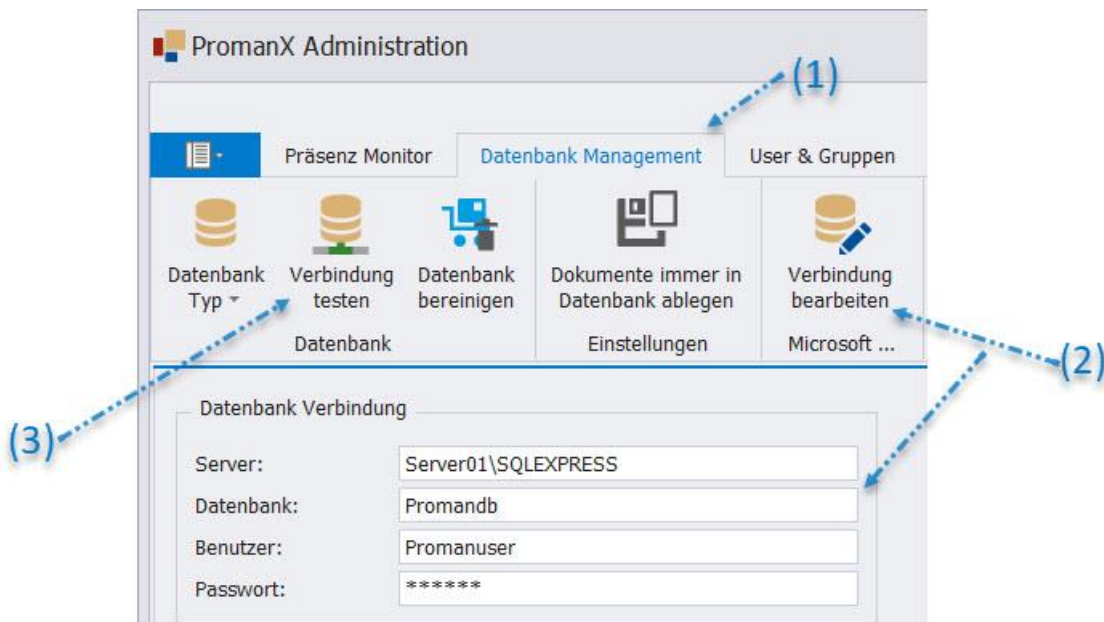 PromanX Administration
(1)
Präsenz Monitor Datenbank Management User & Gruppen
Datenbank Typ
Verbindung testen
Datenbank bereinigen
Dokumente immer in Datenbank ablegen
Verbindung bearbeiten
Datenbank Einstellungen Microsoft ...
(2)
(3)
Datenbank Verbindung
Server: Server01\SQLEXPRESS
Datenbank: Promandb
Benutzer: Promanuser
Passwort: ******